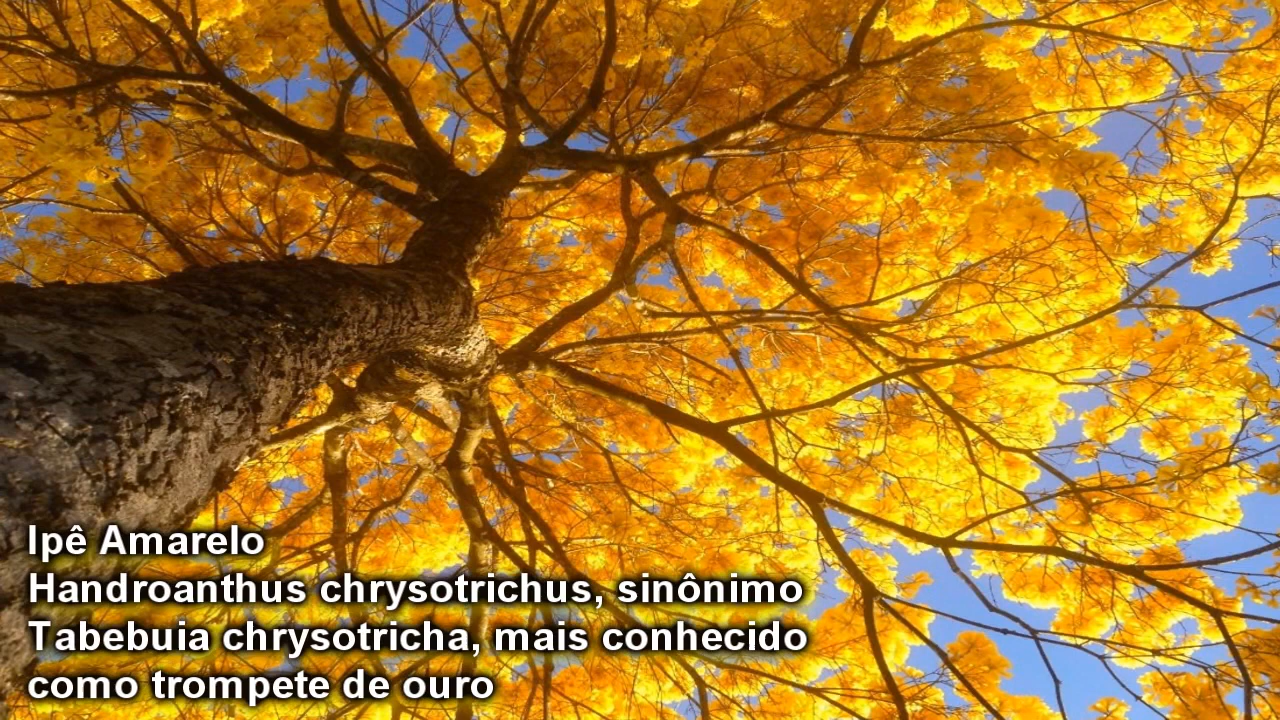 Ipê Amarelo
Handroanthus chrysotrichus, sinônimo
Tabebuia chrysotricha, mais conhecido
como trompete de ouro